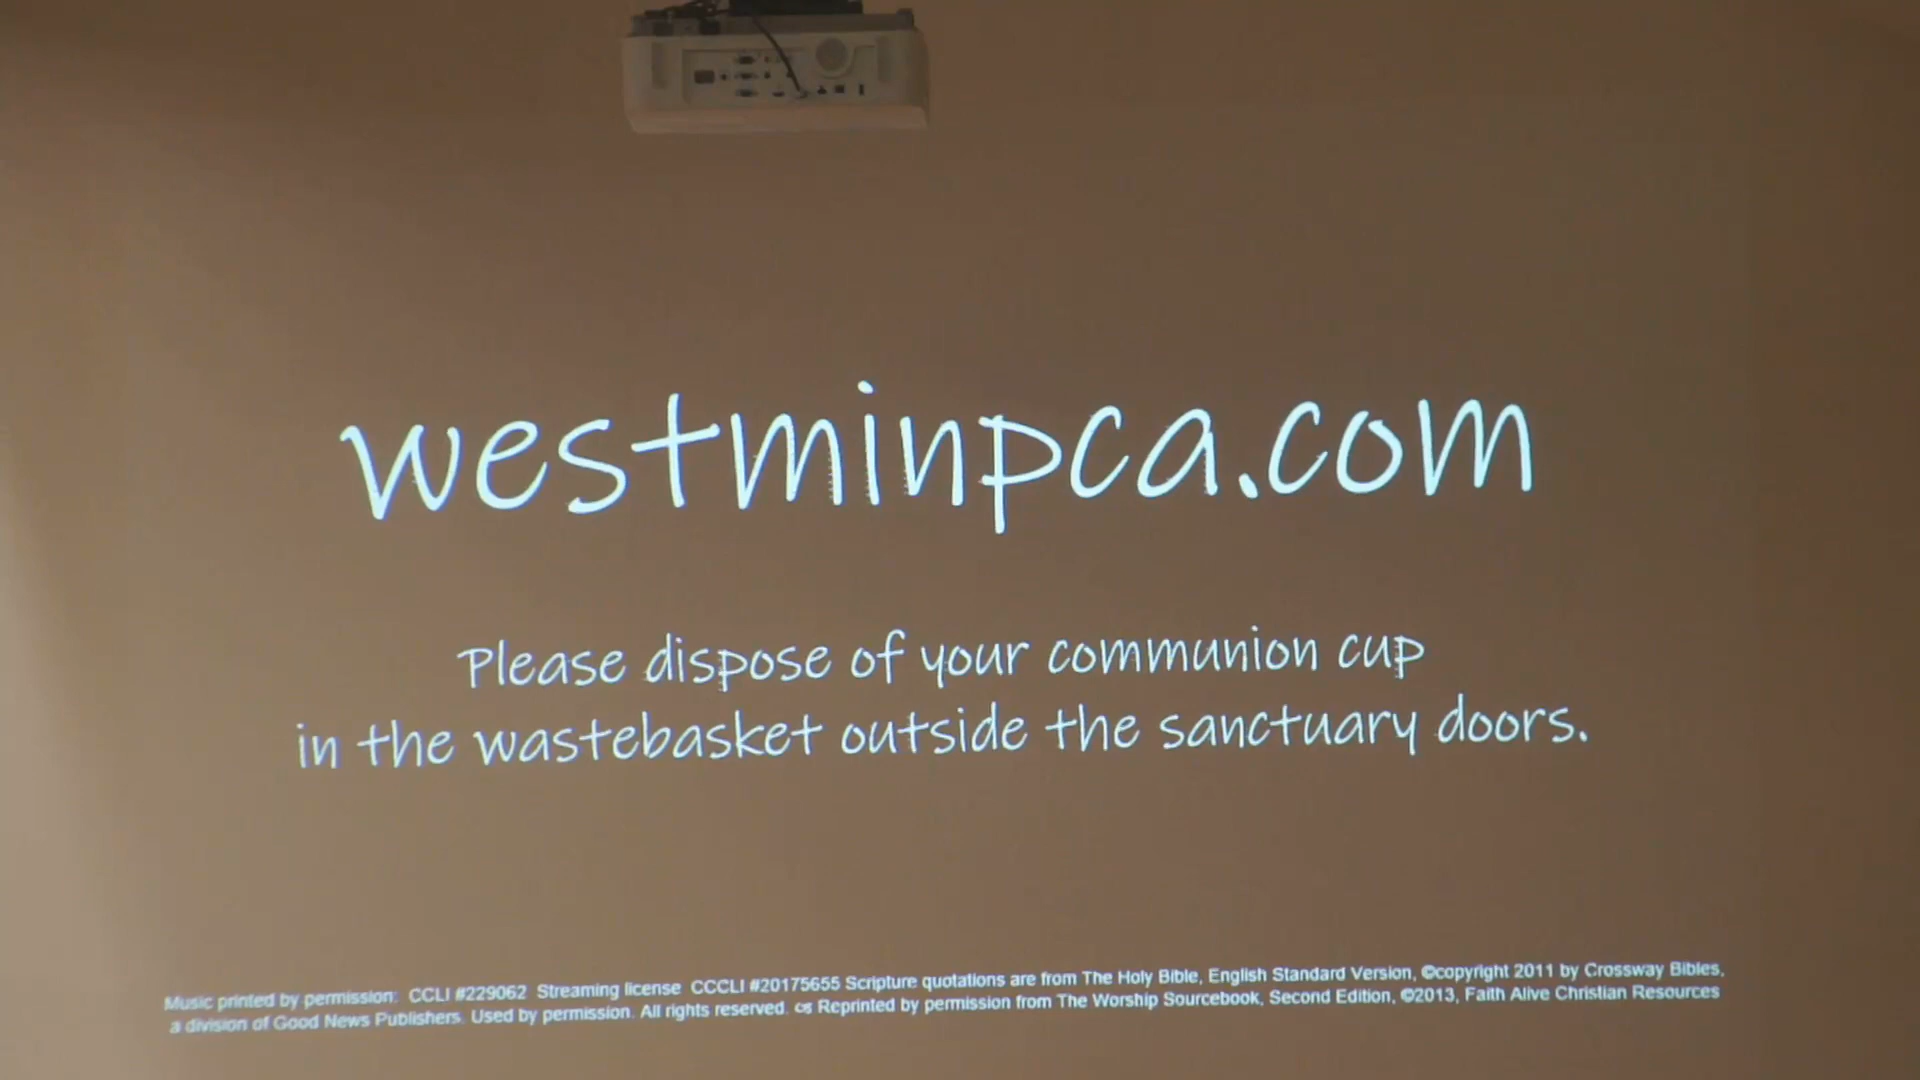 westminpca.com
Please dispose of your communion cup
in the wastebasket outside the sanctuary doors.
Music printed by permission: CCLI #229062 Streaming license CCCLI #20175655 Scripture quotations are from The Holy Bible, English Standard Version, ©copyright 2011 by Crossway Bibles,
a division of Good News Publishers. Used by permission. All rights reserved. cs Reprinted by permission from The Worship Sourcebook, Second Edition, ©2013, Faith Alive Christian Resources